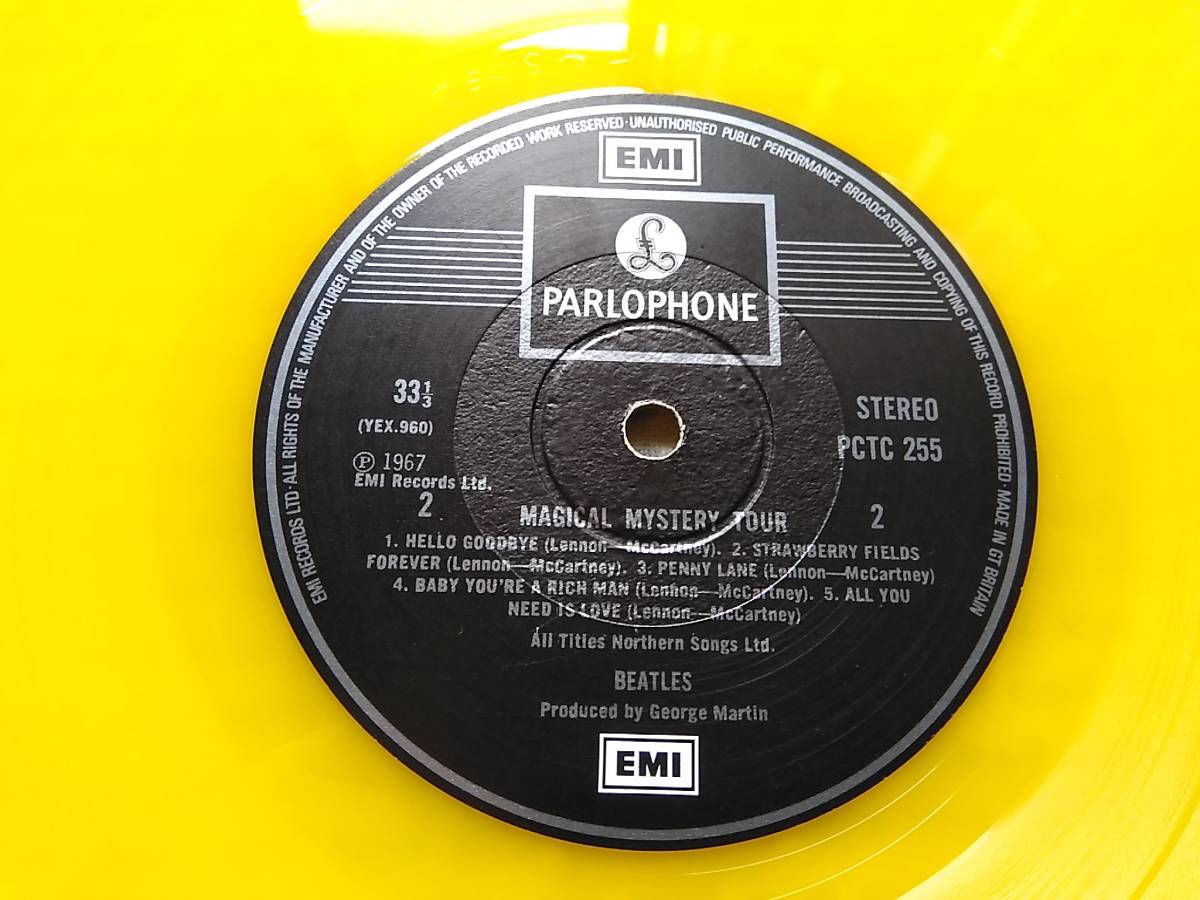 EMI RECORDS LTD·ALL RIGHTS OF THE MANUFACTURER AND OF THE OWNER OF THE RECORDED WORK RESERVED·UNAUTHORISED PUBLIC PERFORMANCE BROADCASTING AND COPYING OF THIS RECORD PROHIBITED·MADE IN GT BRITAIN
EMI
£
PARLOPHONE
33⅓
(YEX.960)
Ⓟ 1967
EMI Records Ltd.
2
STEREO
PCTC 255
2
MAGICAL MYSTERY TOUR
1. HELLO GOODBYE (Lennon—McCartney). 2. STRAWBERRY FIELDS
FOREVER (Lennon—McCartney). 3. PENNY LANE (Lennon—McCartney)
4. BABY YOU'RE A RICH MAN (Lennon—McCartney). 5. ALL YOU
NEED IS LOVE (Lennon—McCartney)
All Titles Northern Songs Ltd.
BEATLES
Produced by George Martin
EMI